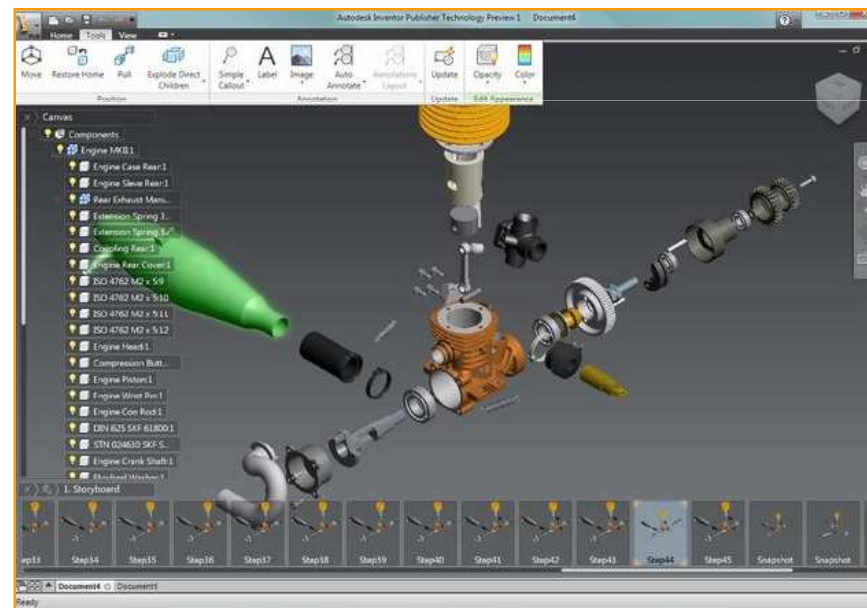 Autodesk Inventor Publisher Technology Preview 1 Document4
Home Tools View
Move Restore Home Pull Explode Direct Children Simple Callout Label Image Auto Annotate Annotations Layout Update Opacity Color
Position Annotation Update Edit Appearance
Canvas
Components
Engine MKII:1
Engine Case Rear:1
Engine Sleve Rear:1
Rear Exhaust Mani...
Extension Spring 3...
Extension Spring
Coupling Rear:1
Engine Rear Cover:1
ISO 4762 M2 x 5:9
ISO 4762 M2 x 5:10
ISO 4762 M2 x 5:11
ISO 4762 M2 x 5:12
Engine Head:1
Compression Butt...
Engine Piston:1
Engine Wrist Pin:1
Engine Con Rod:1
DIN 625 SKF 61800:1
STN 024630 SKF S...
Engine Crank Shaft:1
1. Storyboard
ep33 Step34 Step35 Step36 Step37 Step38 Step39 Step40 Step41 Step42 Step43 Step44 Step45 Snapshot Snapshot
Document4 Document5
Ready